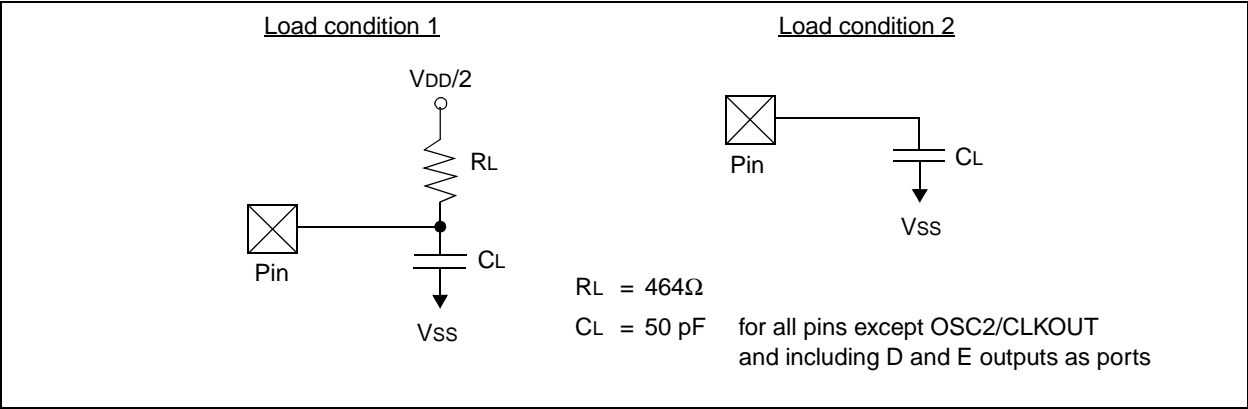 Load condition 1
VDD/2
RL
Pin
CL
VSS
Load condition 2
Pin
CL
VSS
RL = 464Ω
CL = 50 pF for all pins except OSC2/CLKOUT
and including D and E outputs as ports